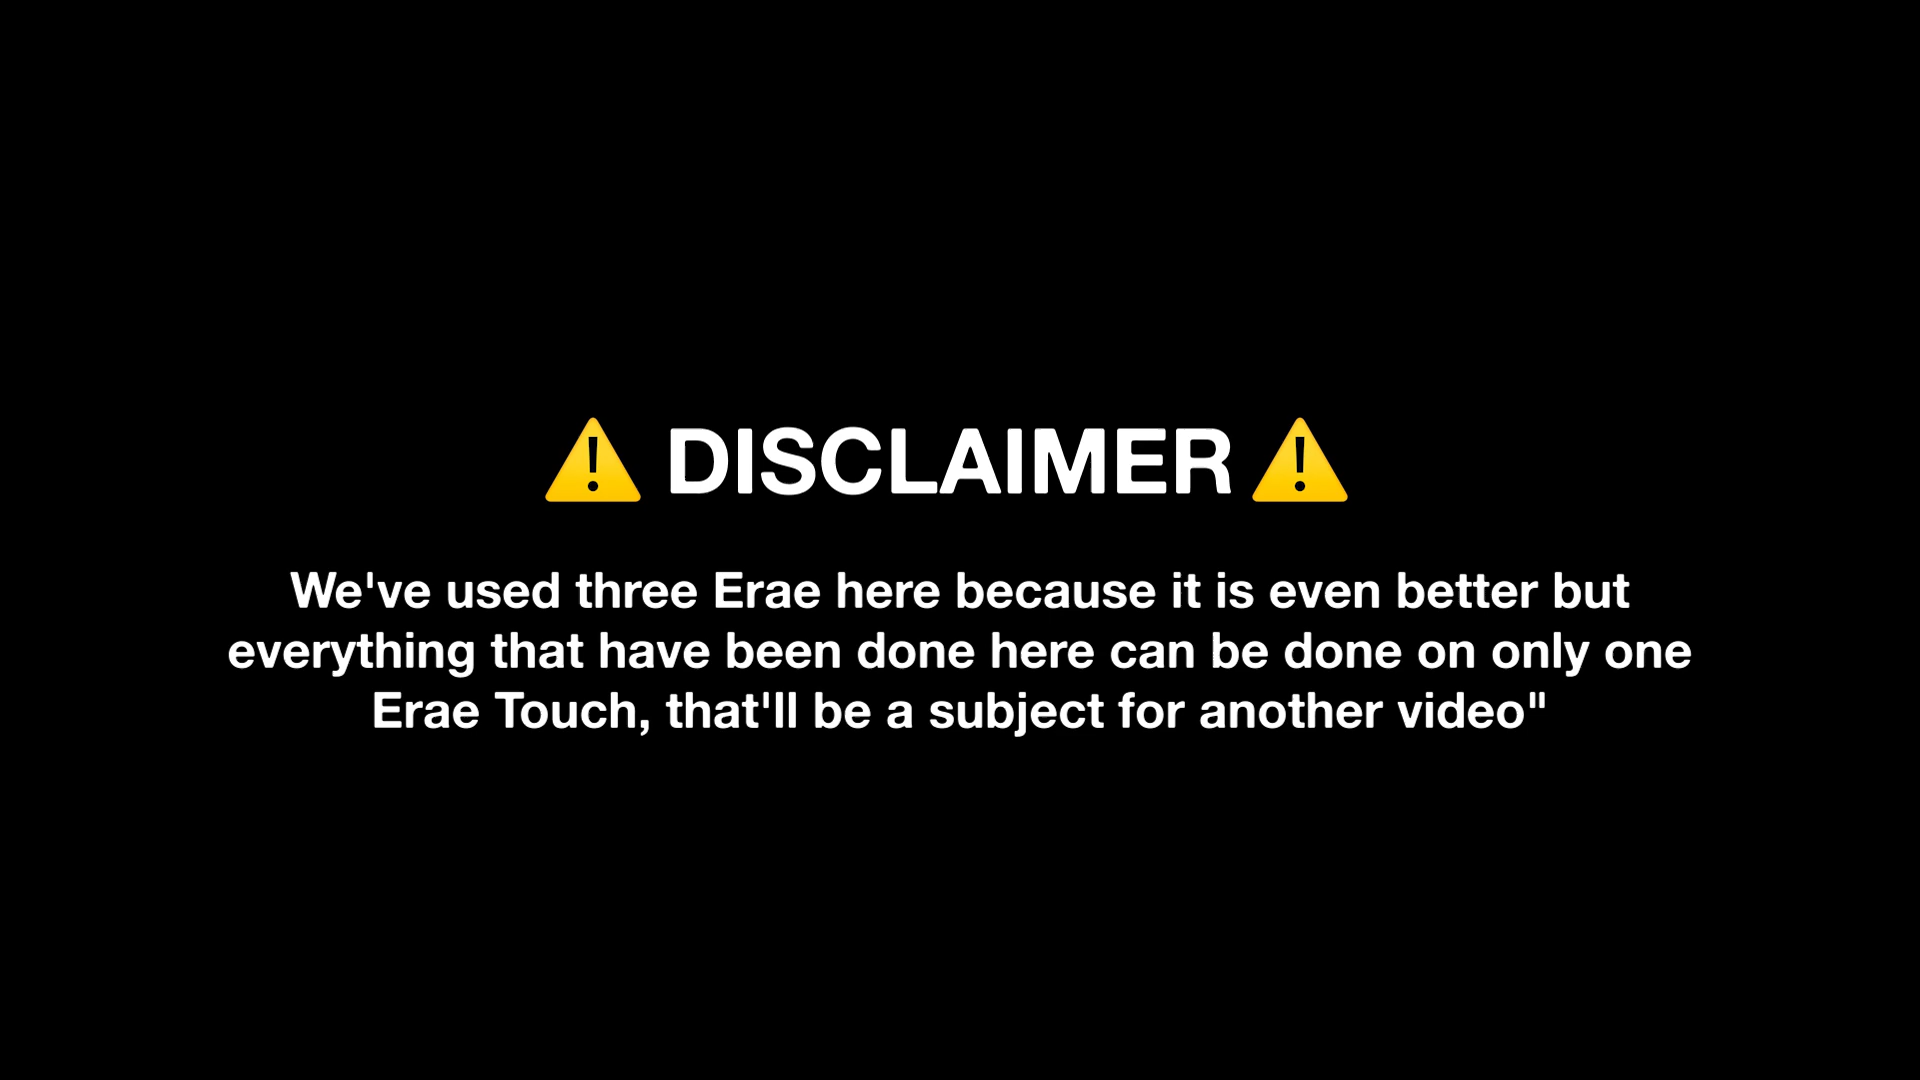 ⚠️ DISCLAIMER ⚠️
We've used three Erae here because it is even better but
everything that have been done here can be done on only one
Erae Touch, that'll be a subject for another video"